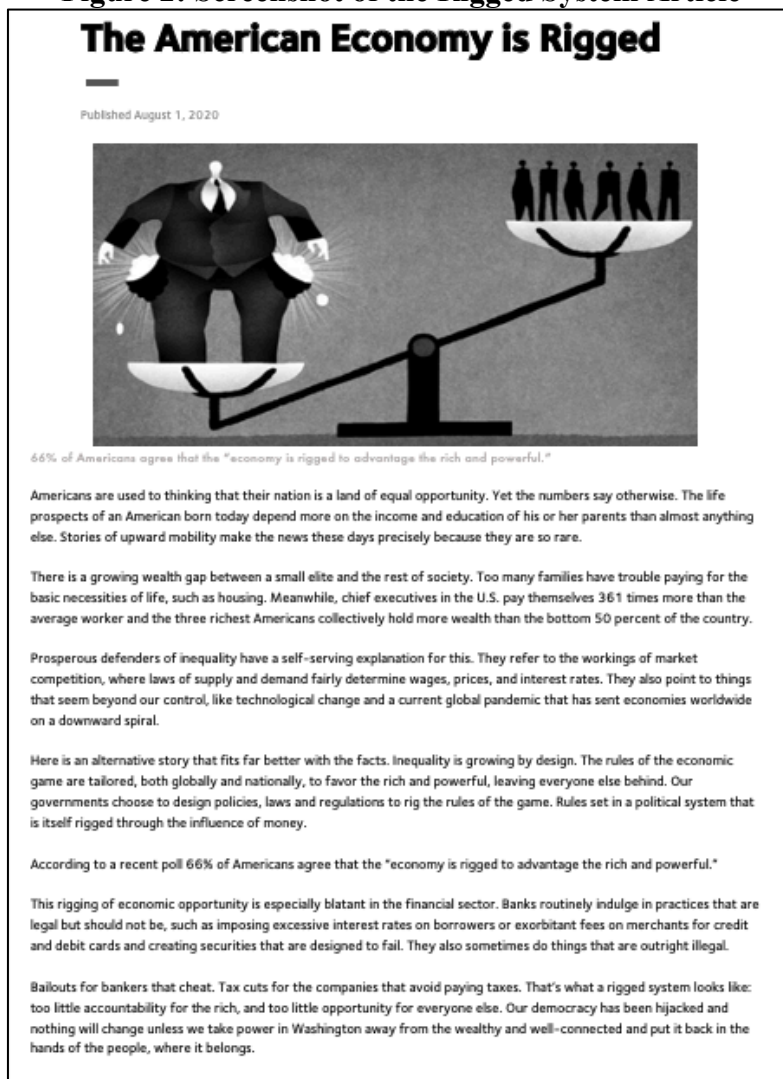 Figure 2: Screenshot of the Rigged System Article
The American Economy is Rigged
Published August 1, 2020
66% of Americans agree that the “economy is rigged to advantage the rich and powerful.”
Americans are used to thinking that their nation is a land of equal opportunity. Yet the numbers say otherwise. The life
prospects of an American born today depend more on the income and education of his or her parents than almost anything
else. Stories of upward mobility make the news these days precisely because they are so rare.
There is a growing wealth gap between a small elite and the rest of society. Too many families have trouble paying for the
basic necessities of life, such as housing. Meanwhile, chief executives in the U.S. pay themselves 361 times more than the
average worker and the three richest Americans collectively hold more wealth than the bottom 50 percent of the country.
Prosperous defenders of inequality have a self-serving explanation for this. They refer to the workings of market
competition, where laws of supply and demand fairly determine wages, prices, and interest rates. They also point to things
that seem beyond our control, like technological change and a current global pandemic that has sent economies worldwide
on a downward spiral.
Here is an alternative story that fits far better with the facts. Inequality is growing by design. The rules of the economic
game are tailored, both globally and nationally, to favor the rich and powerful, leaving everyone else behind. Our
governments choose to design policies, laws and regulations to rig the rules of the game. Rules set in a political system that
is itself rigged through the influence of money.
According to a recent poll 66% of Americans agree that the “economy is rigged to advantage the rich and powerful.”
This rigging of economic opportunity is especially blatant in the financial sector. Banks routinely indulge in practices that are
legal but should not be, such as imposing excessive interest rates on borrowers or exorbitant fees on merchants for credit
and debit cards and creating securities that are designed to fail. They also sometimes do things that are outright illegal.
Bailouts for bankers that cheat. Tax cuts for the companies that avoid paying taxes. That’s what a rigged system looks like:
too little accountability for the rich, and too little opportunity for everyone else. Our democracy has been hijacked and
nothing will change unless we take power in Washington away from the wealthy and well-connected and put it back in the
hands of the people, where it belongs.